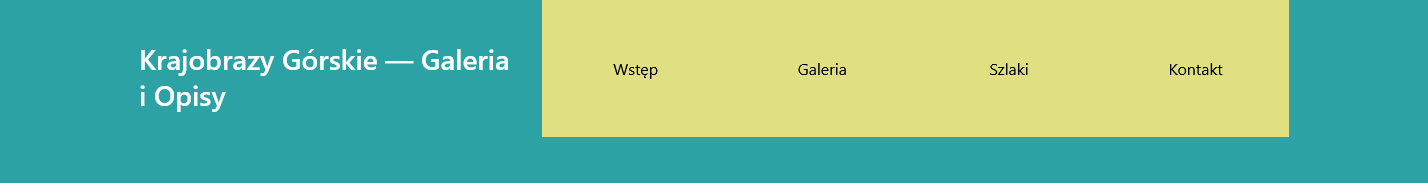 Krajobrazy Górskie — Galeria
i Opisy
Wstęp
Galeria
Szlaki
Kontakt